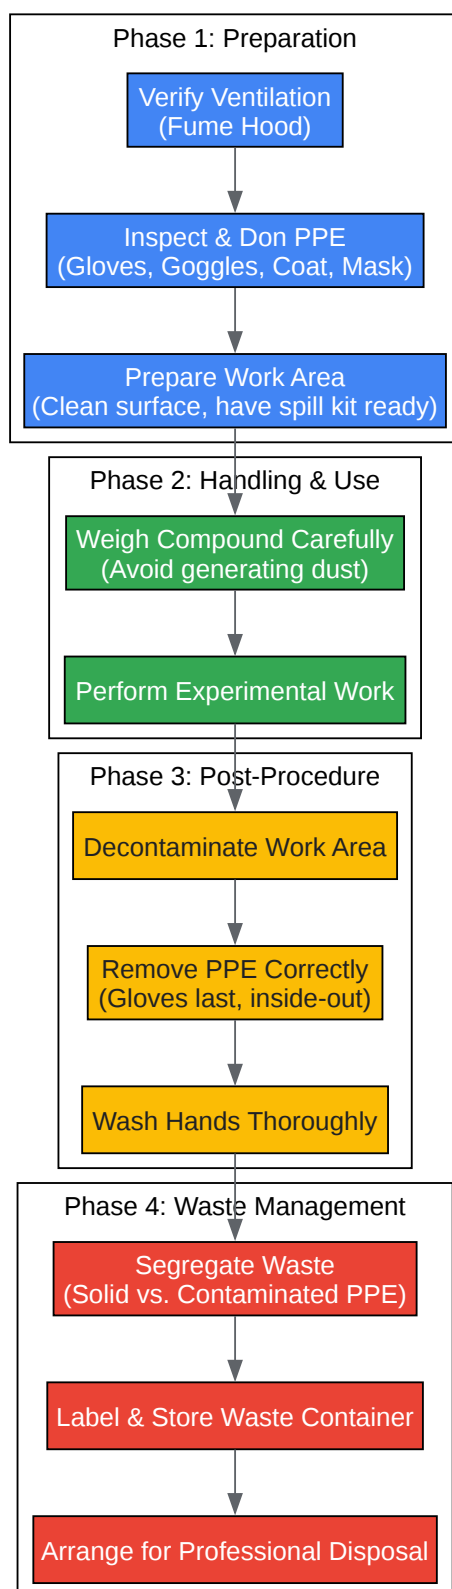 Phase 1: Preparation
Verify Ventilation
(Fume Hood)
Inspect & Don PPE
(Gloves, Goggles, Coat, Mask)
Prepare Work Area
(Clean surface, have spill kit ready)
Phase 2: Handling & Use
Weigh Compound Carefully
(Avoid generating dust)
Perform Experimental Work
Phase 3: Post-Procedure
Decontaminate Work Area
Remove PPE Correctly
(Gloves last, inside-out)
Wash Hands Thoroughly
Phase 4: Waste Management
Segregate Waste
(Solid vs. Contaminated PPE)
Label & Store Waste Container
Arrange for Professional Disposal